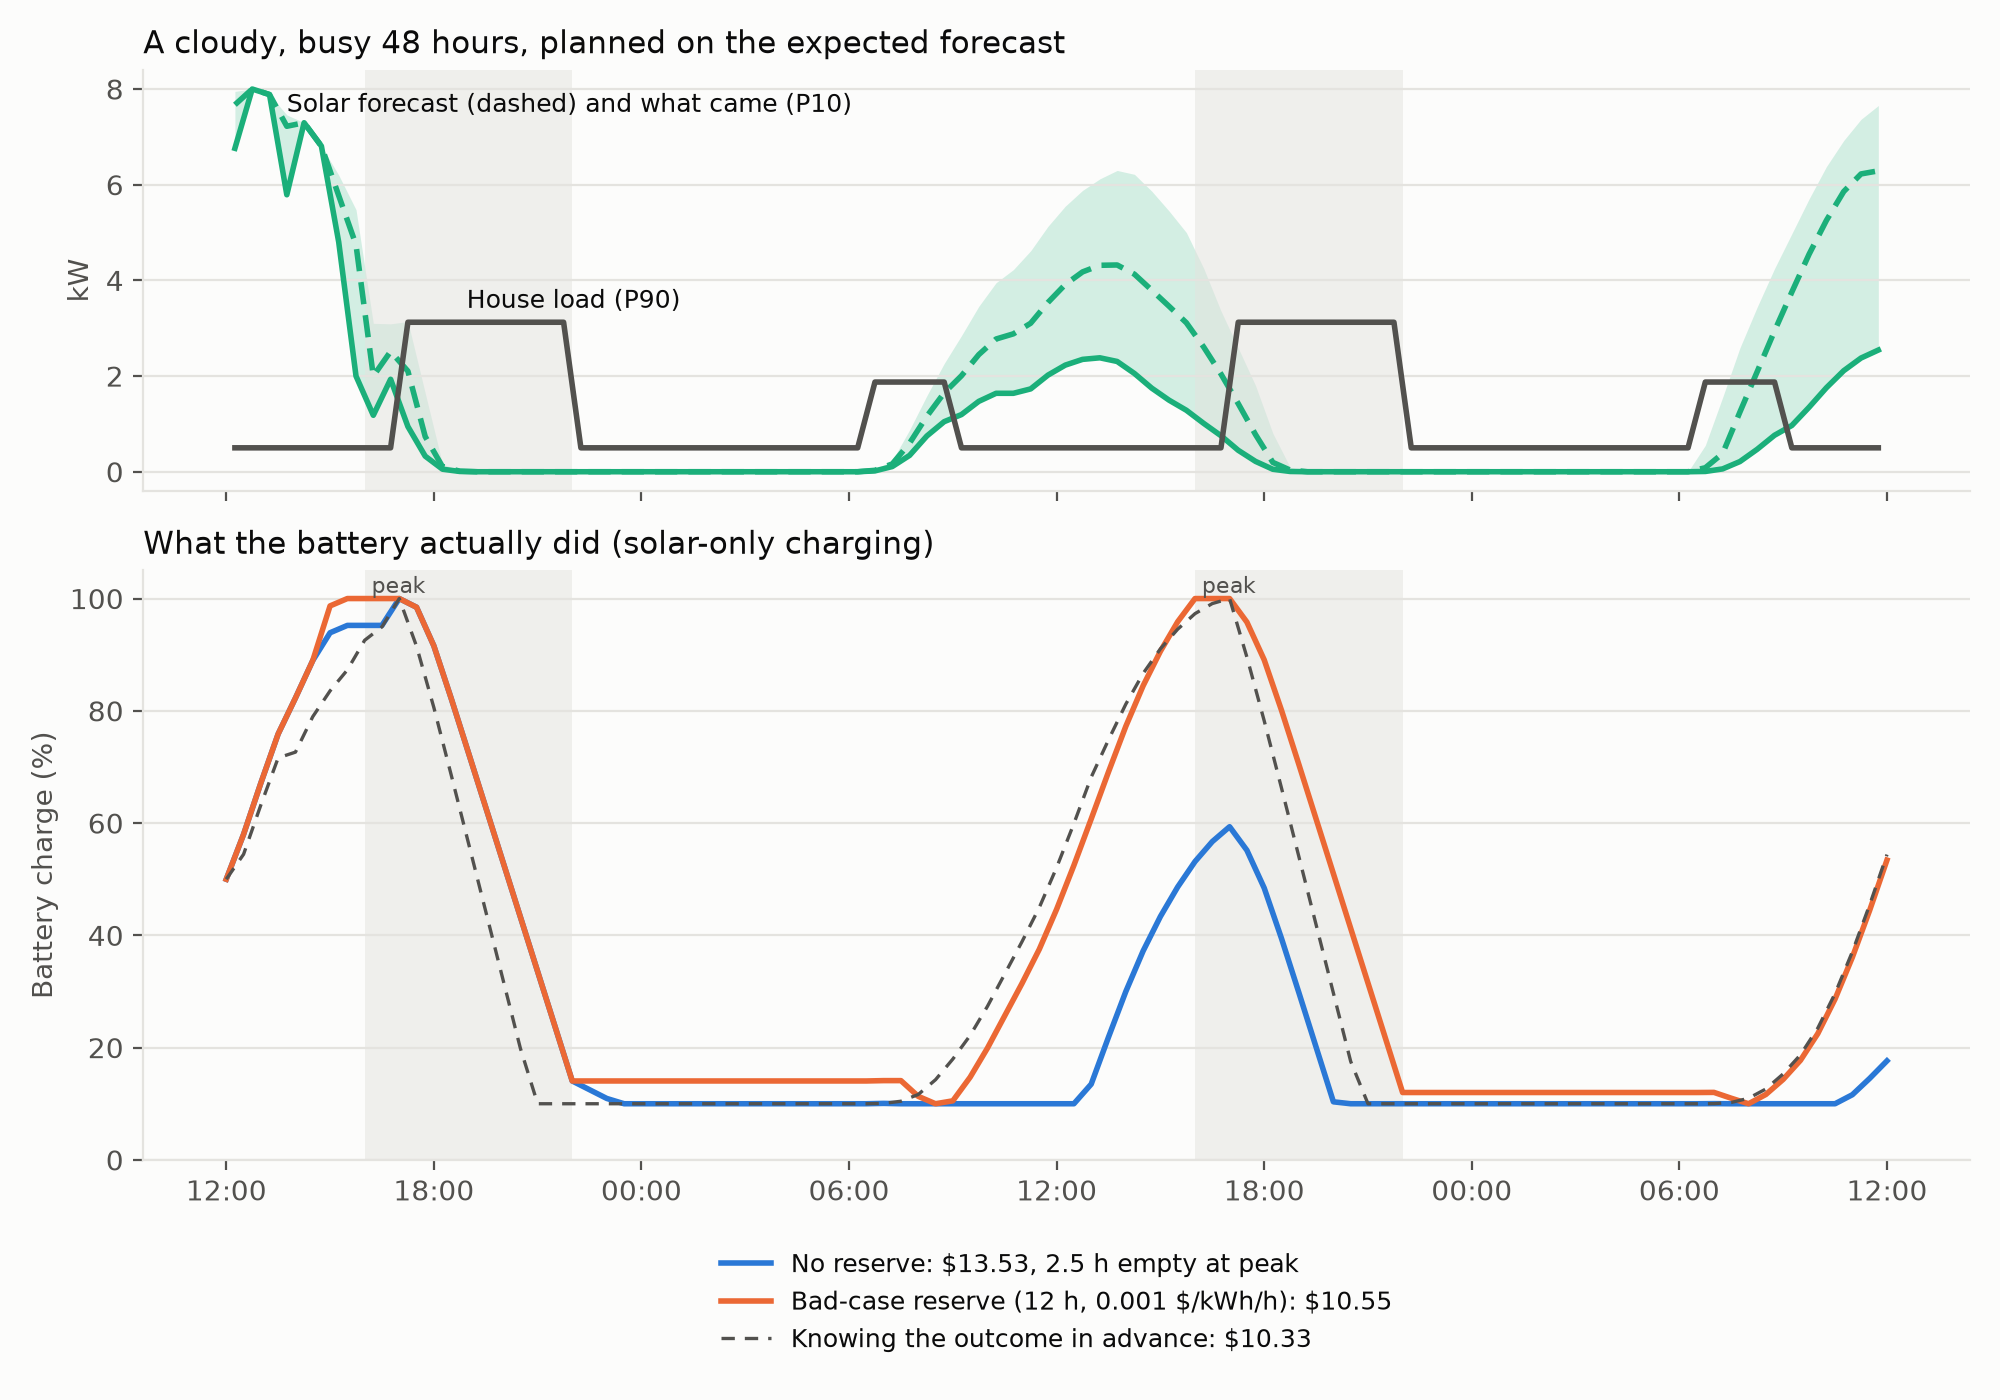 A cloudy, busy 48 hours, planned on the expected forecast
8
Solar forecast (dashed) and what came (P10)
6
kW
4
House load (P90)
2
0
What the battery actually did (solar-only charging)
peak
peak
100
80
Battery charge (%)
60
40
20
0
12:00 18:00 00:00 06:00 12:00 18:00 00:00 06:00 12:00
No reserve: $13.53, 2.5 h empty at peak
Bad-case reserve (12 h, 0.001 $/kWh/h): $10.55
Knowing the outcome in advance: $10.33